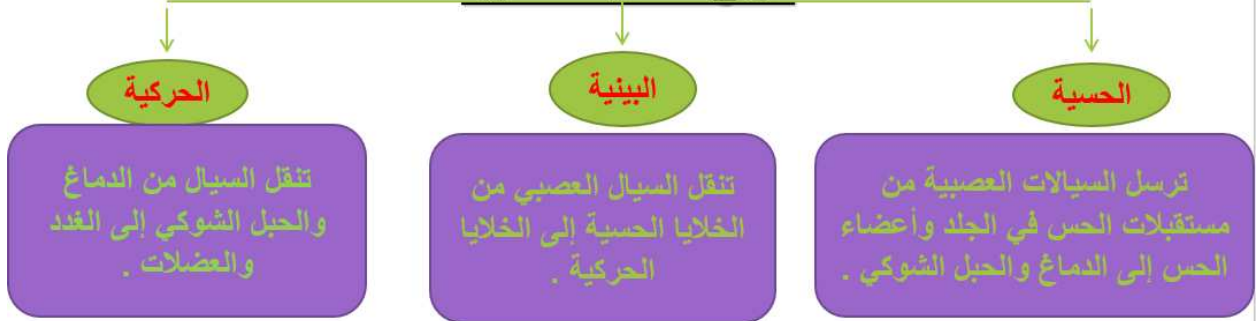 الحسية
ترسل السيالات العصبية من
مستقبلات الحس في الجلد وأعضاء
الحس إلى الدماغ والحبل الشوكي .
البينية
تنقل السيال العصبي من
الخلايا الحسية إلى الخلايا
الحركية .
الحركية
تنقل السيال من الدماغ
والحبل الشوكي إلى الغدد
والعضلات .